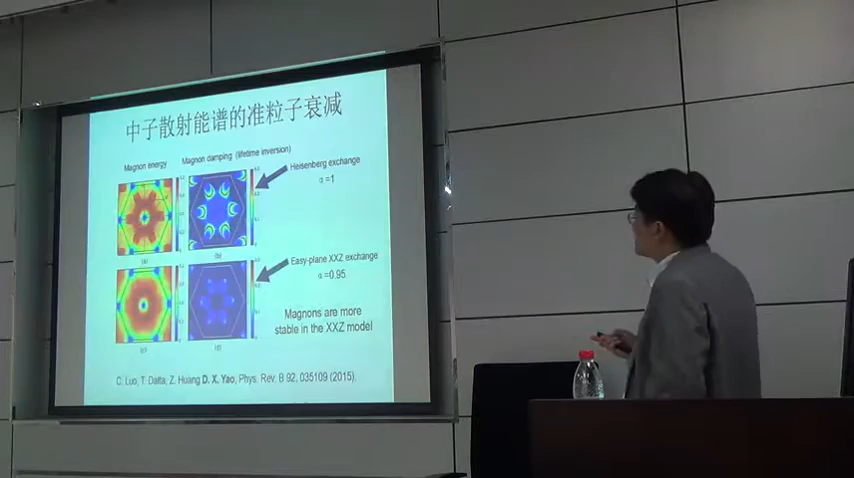 中子散射能谱的准粒子衰减
Magnon energy
Magnon damping (lifetime inversion)
Heisenberg exchange
α=1
(a)
(b)
Easy-plane XXZ exchange
α=0.95
Magnons are more
stable in the XXZ model
(c)
(d)
C. Luo, T. Datta, Z. Huang D. X. Yao, Phys. Rev. B 92, 035109 (2015).